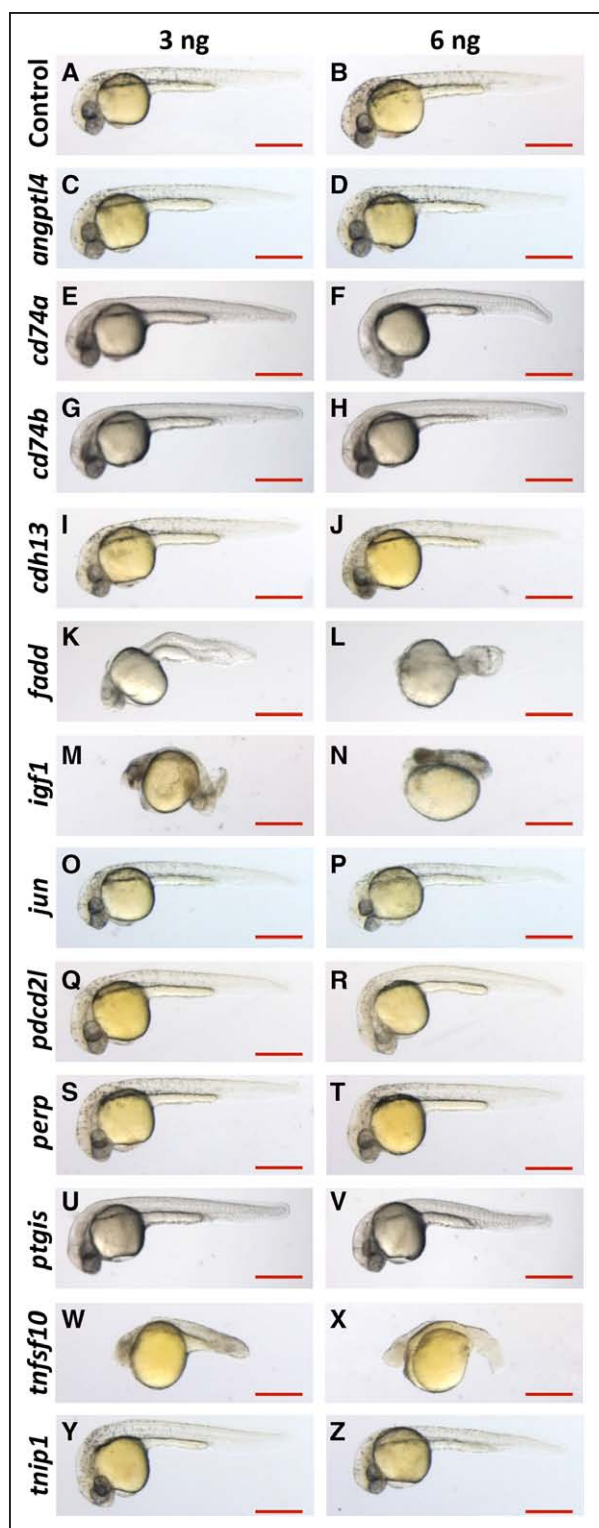 3 ng 6 ng
Control A B
angptl4 C D
cd74a E F
cd74b G H
cdh13 I J
fadd K L
igf1 M N
jun O P
pdcd2l Q R
perp S T
ptgis U V
tnfsf10 W X
tnip1 Y Z